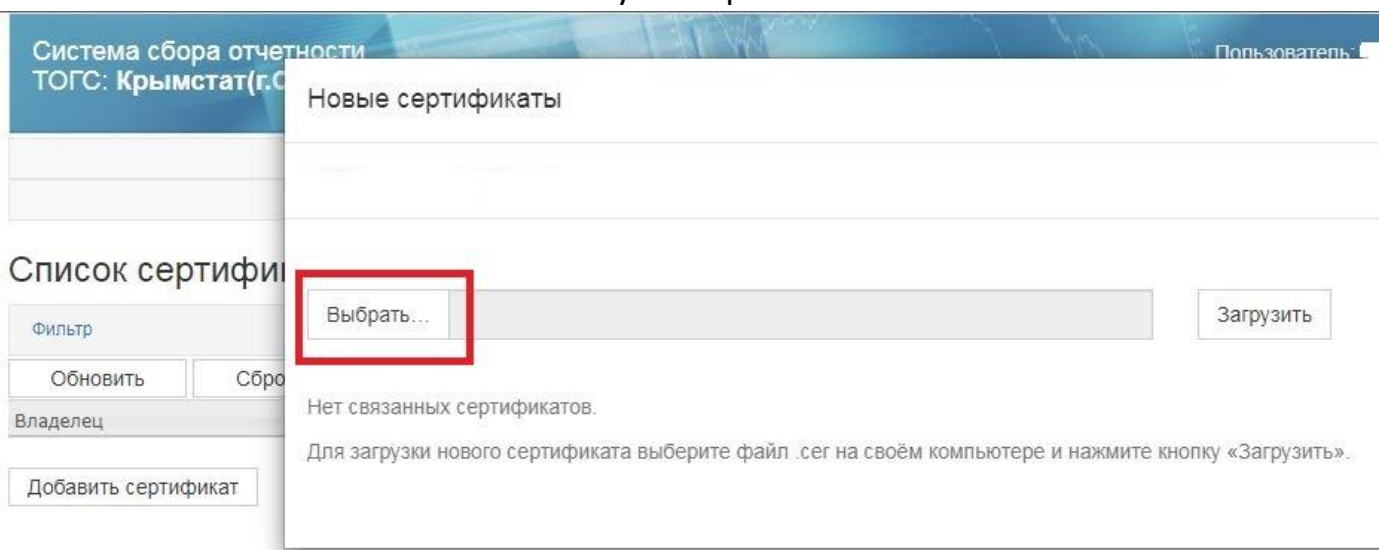 Система сбора отчетности
Пользователь:
ТОГС: Крымстат(г.С
Новые сертификаты
Список сертифи
Фильтр
Выбрать...
Загрузить
Обновить
Сбро
Владелец
Нет связанных сертификатов.
Для загрузки нового сертификата выберите файл .cer на своём компьютере и нажмите кнопку «Загрузить».
Добавить сертификат